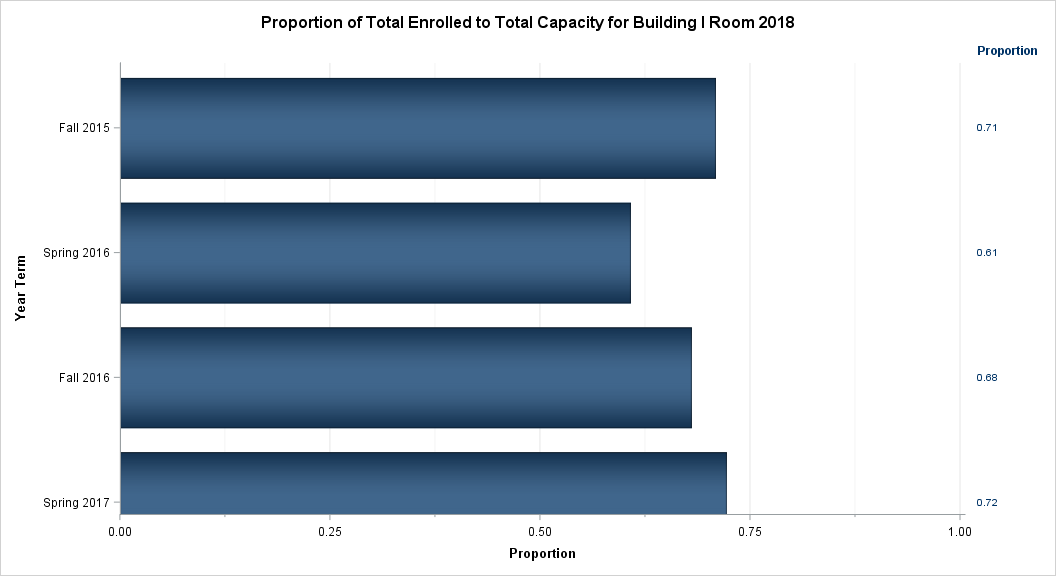 Proportion of Total Enrolled to Total Capacity for Building I Room 2018
Proportion
Fall 2015 0.71
Spring 2016 0.61
Year Term
Fall 2016 0.68
Spring 2017 0.72
0.00 0.25 0.50 0.75 1.00
Proportion